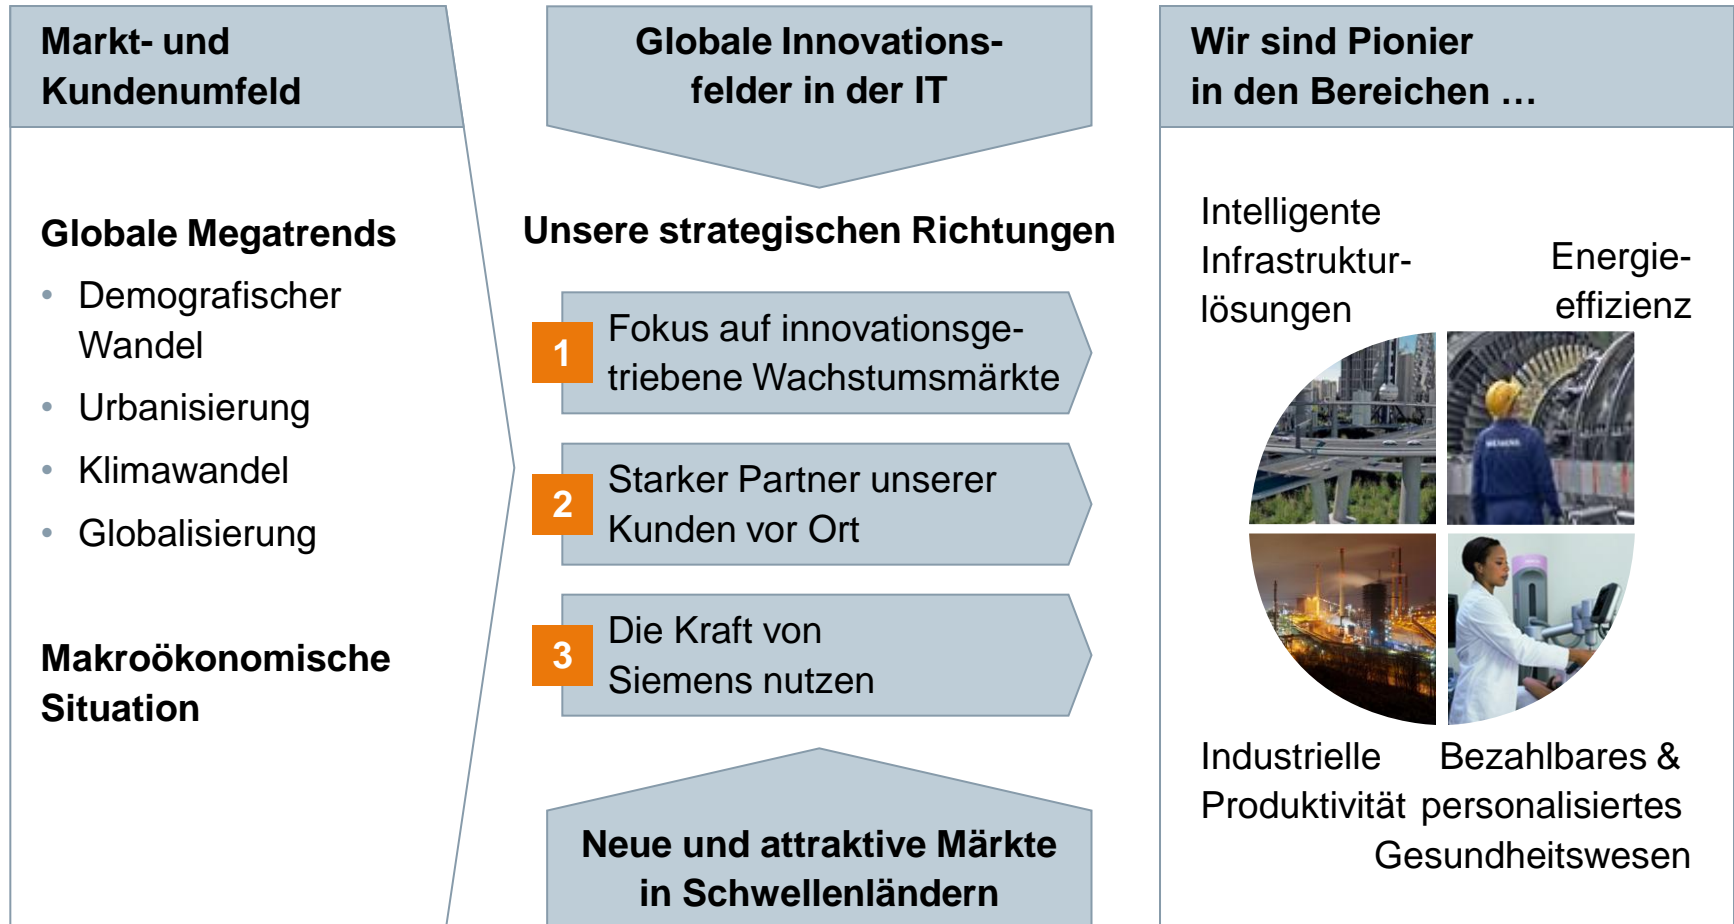 Markt- und
Kundenumfeld
Globale Megatrends
• Demografischer
Wandel
• Urbanisierung
• Klimawandel
• Globalisierung
Makroökonomische
Situation
Globale Innovations-
felder in der IT
Unsere strategischen Richtungen
1
Fokus auf innovationsge-
triebene Wachstumsmärkte
2
Starker Partner unserer
Kunden vor Ort
3
Die Kraft von
Siemens nutzen
Neue und attraktive Märkte
in Schwellenländern
Wir sind Pionier
in den Bereichen …
Intelligente
Infrastruktur-
lösungen
Energie-
effizienz
SIEMENS
Industrielle
Produktivität
Bezahlbares &
personalisiertes
Gesundheitswesen